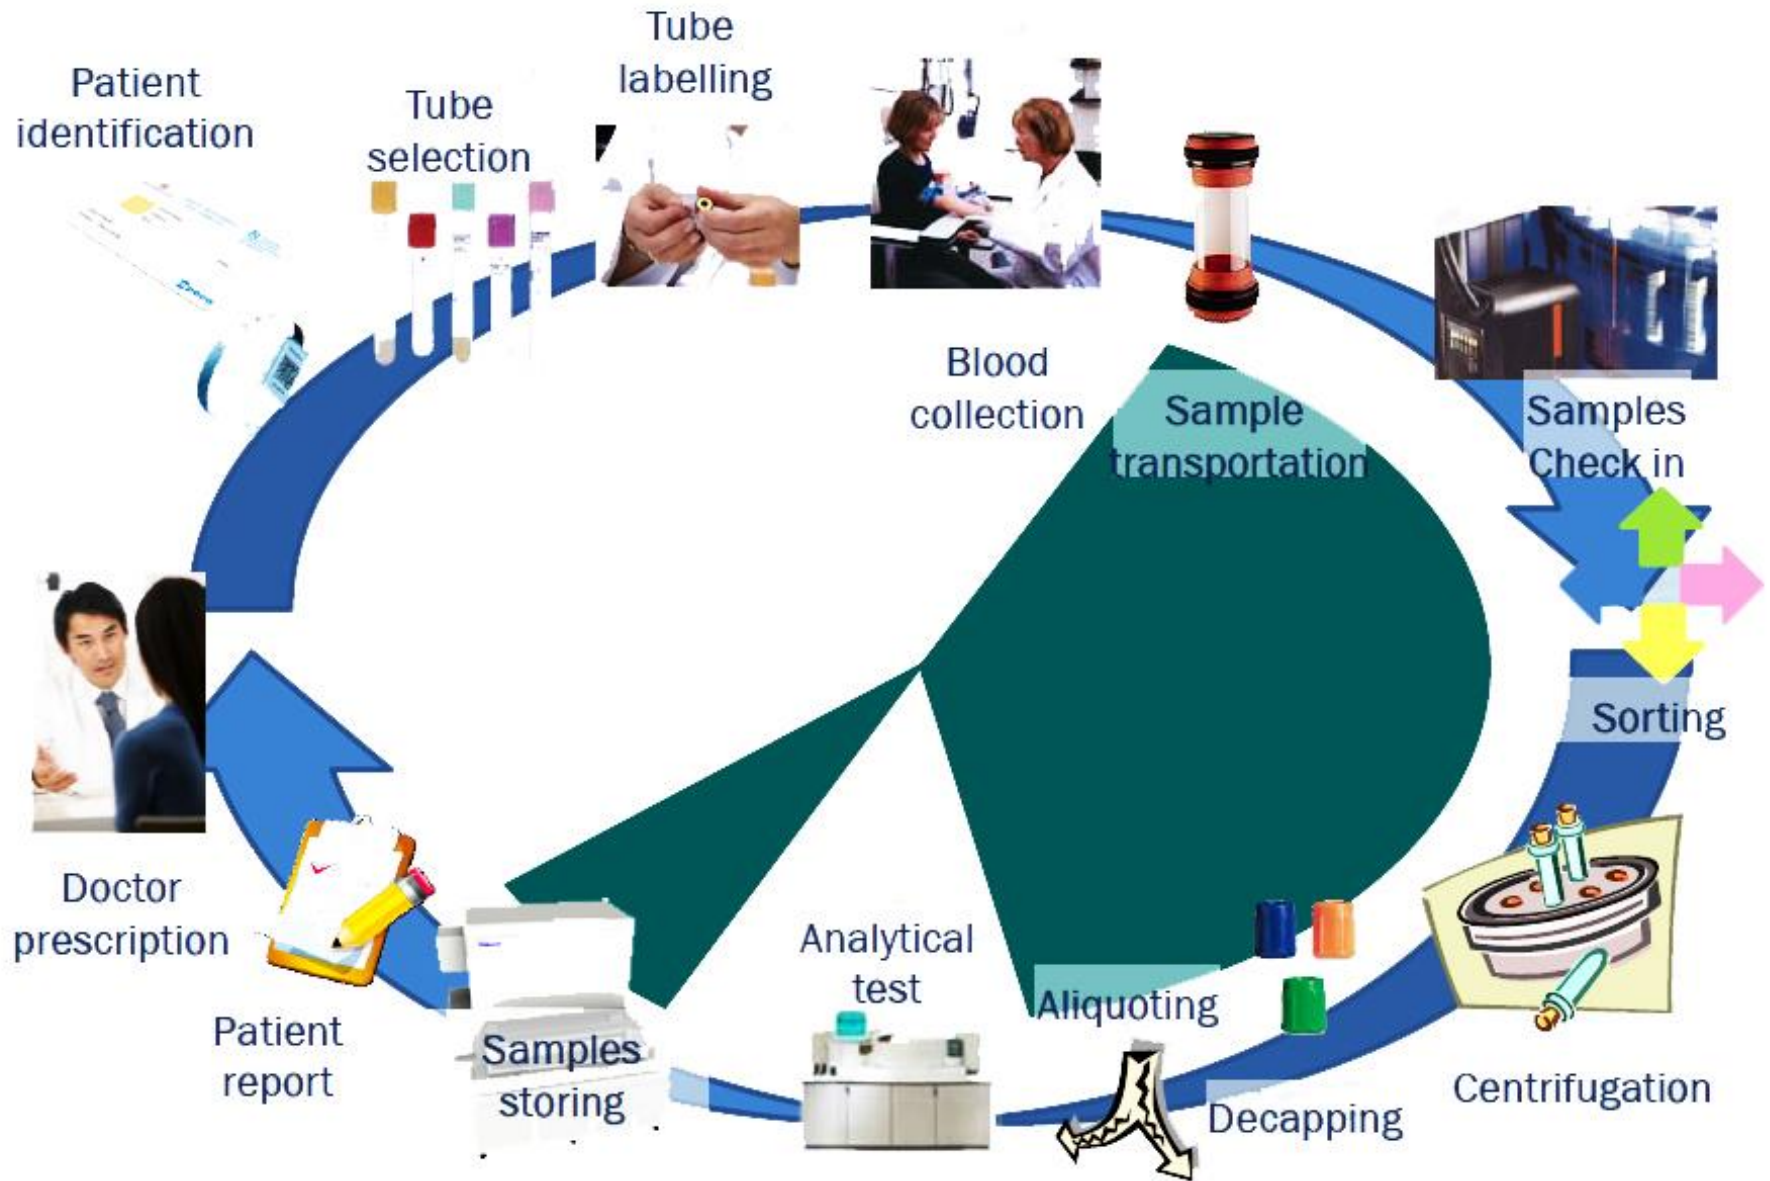 Tube
labelling
Patient
identification
Tube
selection
Blood
collection
Sample
transportation
Samples
Check in
Sorting
Doctor
prescription
Analytical
test
Aliquoting
Patient
report
Samples
storing
Decapping
Centrifugation